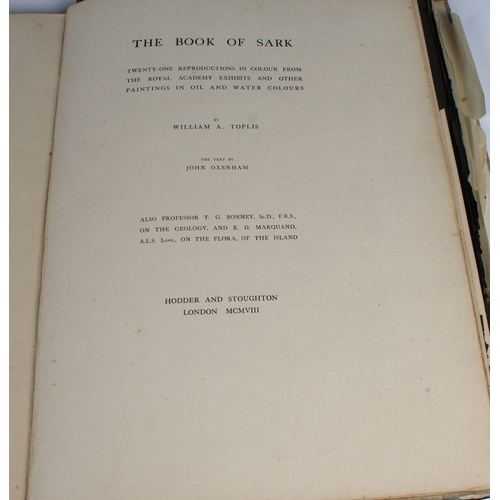 THE BOOK OF SARK
TWENTY-ONE REPRODUCTIONS IN COLOUR FROM
THE ROYAL ACADEMY EXHIBITS AND OTHER
PAINTINGS IN OIL AND WATER COLOURS
BY
WILLIAM A. TOPLIS
THE TEXT BY
JOHN OXENHAM
ALSO PROFESSOR T. G. BONNEY, Sc.D., F.R.S.,
ON THE GEOLOGY, AND E. D. MARQUAND,
A.L.S. Lond., ON THE FLORA, OF THE ISLAND
HODDER AND STOUGHTON
LONDON MCMVIII